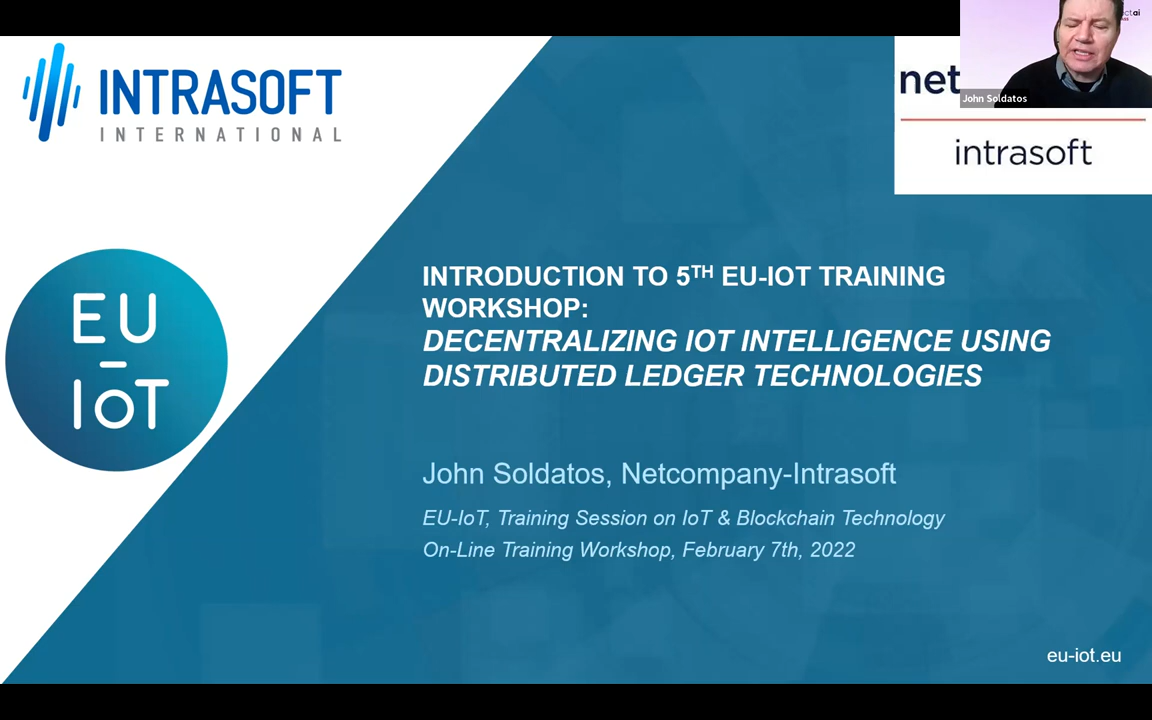 INTRASOFT
INTERNATIONAL
net
John Soldatos
intrasoft
EU
-
IoT
INTRODUCTION TO 5TH EU-IOT TRAINING
WORKSHOP:
DECENTRALIZING IOT INTELLIGENCE USING
DISTRIBUTED LEDGER TECHNOLOGIES
John Soldatos, Netcompany-Intrasoft
EU-IoT, Training Session on IoT & Blockchain Technology
On-Line Training Workshop, February 7th, 2022
eu-iot.eu